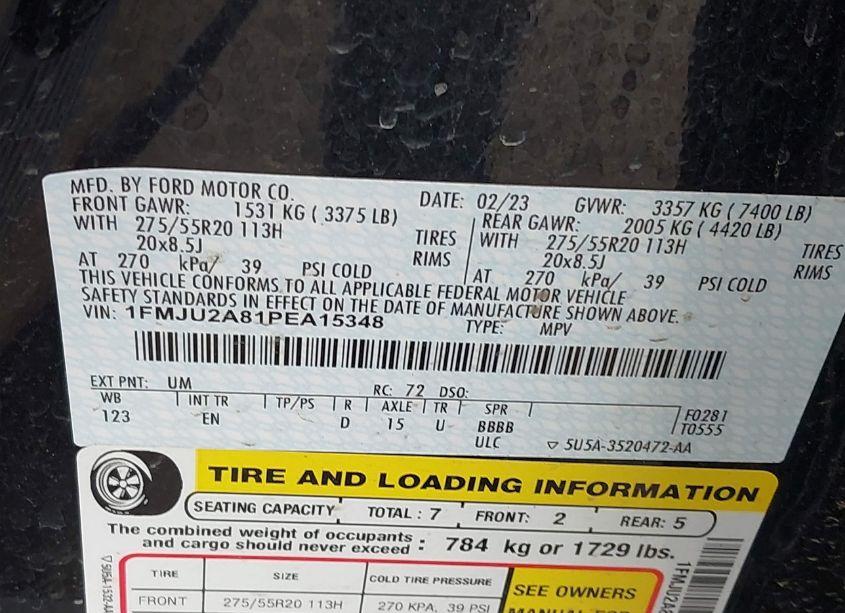 MFD. BY FORD MOTOR CO.
DATE: 02/23 GVWR: 3357 KG ( 7400 LB)
FRONT GAWR: 1531 KG ( 3375 LB)
WITH 275/55R20 113H TIRES
20x8.5J RIMS
AT 270 kPa/ 39 PSI COLD
REAR GAWR: 2005 KG ( 4420 LB)
WITH 275/55R20 113H TIRES
20x8.5J RIMS
AT 270 kPa/ 39 PSI COLD
THIS VEHICLE CONFORMS TO ALL APPLICABLE FEDERAL MOTOR VEHICLE
SAFETY STANDARDS IN EFFECT ON THE DATE OF MANUFACTURE SHOWN ABOVE.
VIN: 1FMJU2A81PEA15348 TYPE: MPV
EXT PNT: UM RC: 72 DSO:
WB INT TR TP/PS R AXLE TR SPR F0281
123 EN D 15 U BBBB T0555
ULC 5U5A-3520472-AA
TIRE AND LOADING INFORMATION
SEATING CAPACITY TOTAL : 7 FRONT: 2 REAR: 5
The combined weight of occupants
and cargo should never exceed : 784 kg or 1729 lbs.
TIRE SIZE COLD TIRE PRESSURE SEE OWNERS
FRONT 275/55R20 113H 270 KPA, 39 PSI MANUAL FOR